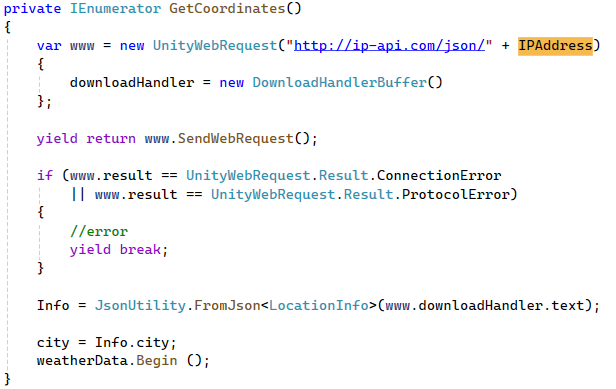 private IEnumerator GetCoordinates()
{
    var www = new UnityWebRequest("http://ip-api.com/json/" + IPAddress)
    {
        downloadHandler = new DownloadHandlerBuffer()
    };

    yield return www.SendWebRequest();

    if (www.result == UnityWebRequest.Result.ConnectionError
        || www.result == UnityWebRequest.Result.ProtocolError)
    {
        //error
        yield break;
    }

    Info = JsonUtility.FromJson<LocationInfo>(www.downloadHandler.text);

    city = Info.city;
    weatherData.Begin ();
}